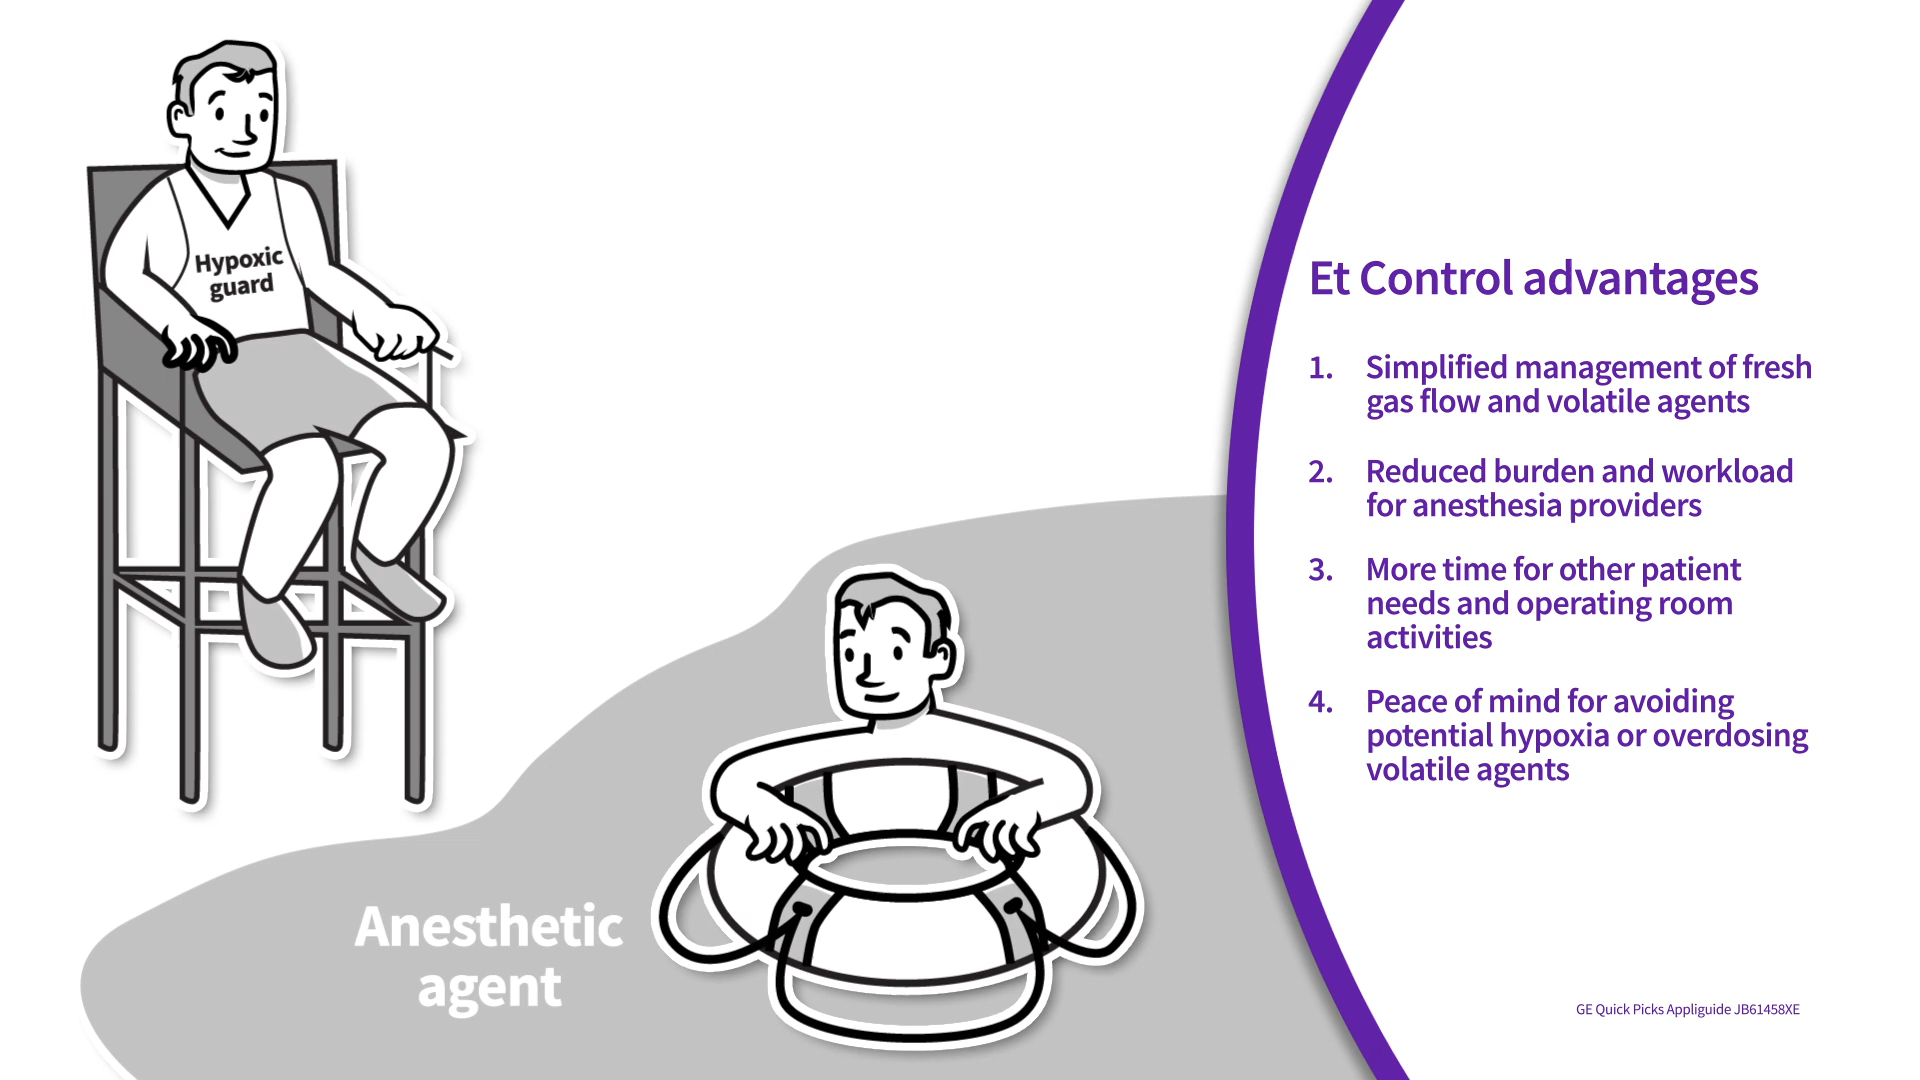 Hypoxic
guard
Anesthetic
agent
Et Control advantages
1. Simplified management of fresh
gas flow and volatile agents
2. Reduced burden and workload
for anesthesia providers
3. More time for other patient
needs and operating room
activities
4. Peace of mind for avoiding
potential hypoxia or overdosing
volatile agents
GE Quick Picks Appliguide JB61458XE